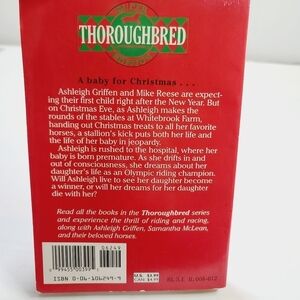 THOROUGHBRED
A baby for Christmas . . .
Ashleigh Griffen and Mike Reese are expect-
ing their first child right after the New Year. But
on Christmas Eve, as Ashleigh makes the
rounds of the stables at Whitebrook Farm,
handing out Christmas treats to all her favorite
horses, a stallion's kick puts both her life and
the life of her baby in jeopardy.
Ashleigh is rushed to the hospital, where her
baby is born premature. As she drifts in and
out of consciousness, she dreams about her
daughter's life as an Olympic riding champion.
Will Ashleigh live to see her daughter become
a winner, or will her dreams for her daughter
die with her?
Read all the books in the Thoroughbred series
and experience the thrill of riding and racing,
along with Ashleigh Griffen, Samantha McLean,
and their beloved horses.
06249
ISBN 0-06-106249-9
U.S. $3.99
CAN. $4.99